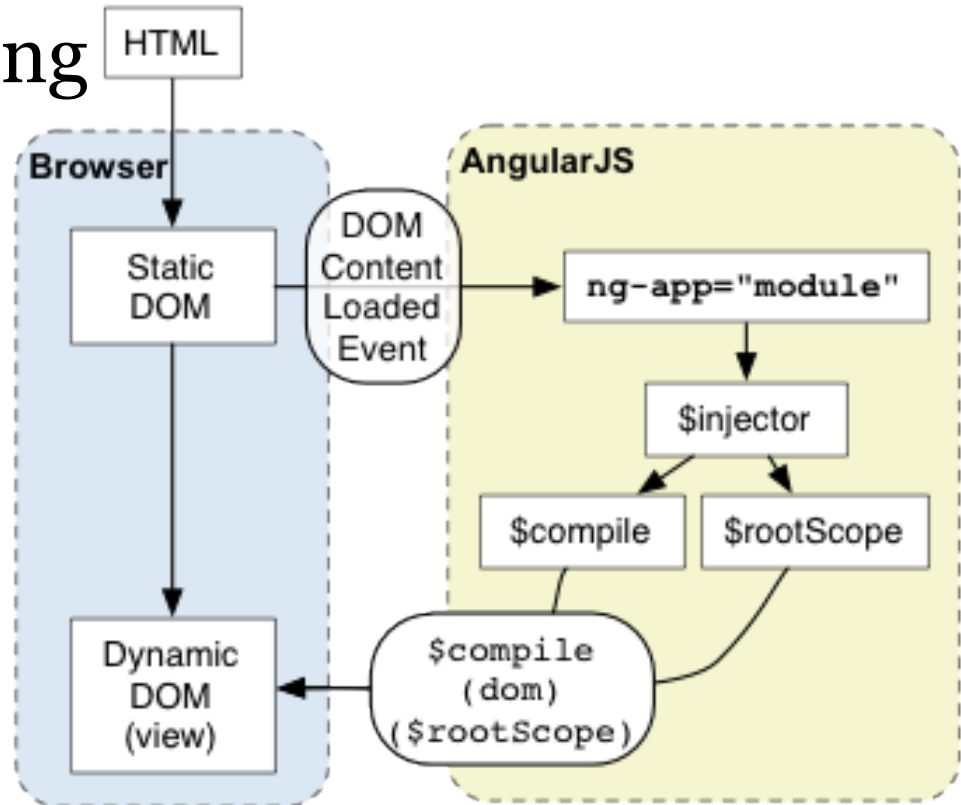 ng
HTML
Browser
AngularJS
Static
DOM
DOM
Content
Loaded
Event
ng-app="module"
$injector
$compile
$rootScope
Dynamic
DOM
(view)
$compile
(dom)
($rootScope)